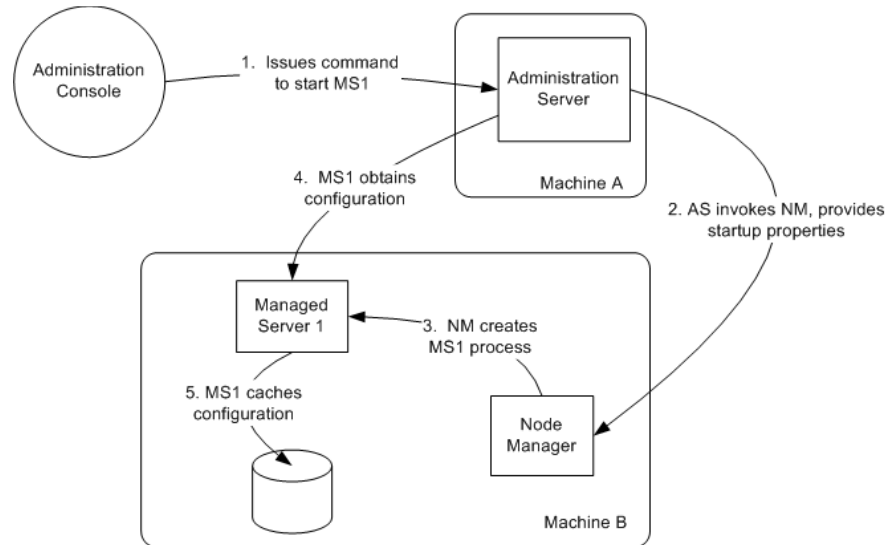 Administration
Console
1. Issues command
to start MS1
Administration
Server
Machine A
4. MS1 obtains
configuration
2. AS invokes NM, provides
startup properties
Managed
Server 1
3. NM creates
MS1 process
5. MS1 caches
configuration
Node
Manager
Machine B